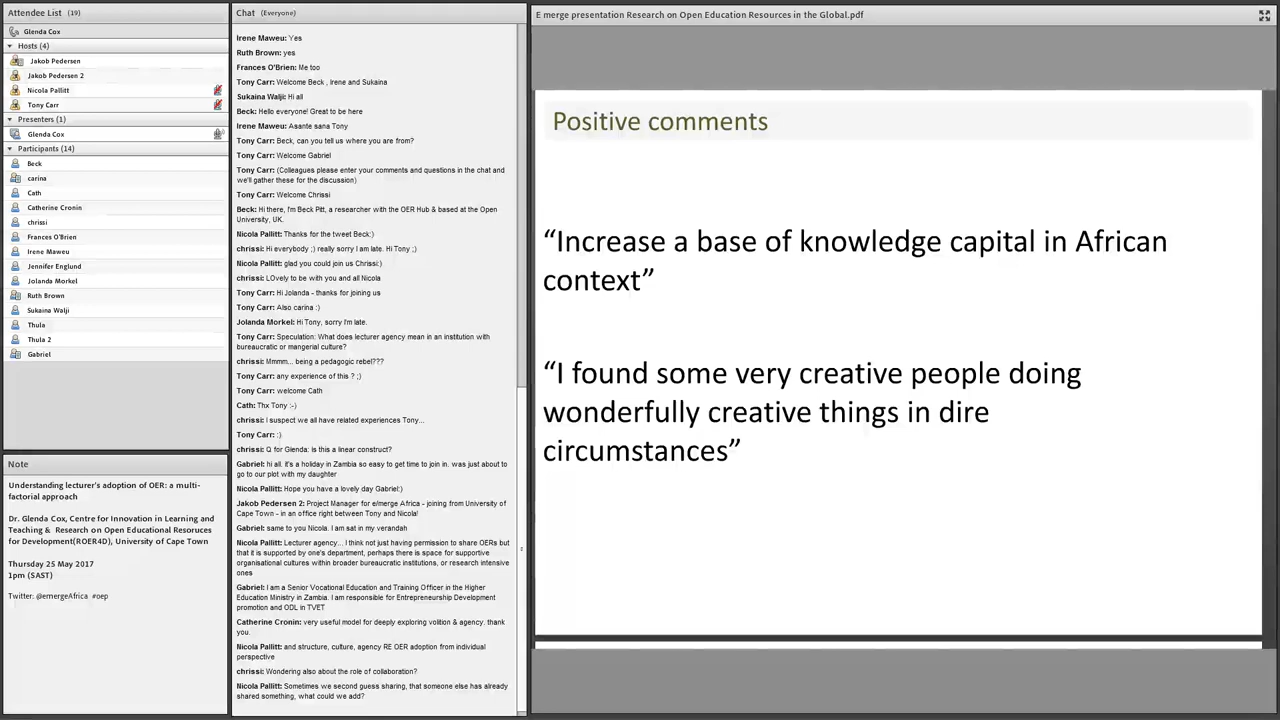 Attendee List (19)
Glenda Cox
Hosts (4)
Jakob Pedersen
Jakob Pedersen 2
Nicola Pallitt
Tony Carr
Presenters (1)
Glenda Cox
Participants (14)
Beck
carina
Cath
Catherine Cronin
chrissi
Frances O'Brien
Irene Maweu
Jennifer Englund
Jolanda Morkel
Ruth Brown
Sukaina Walji
Thula
Thula 2
Gabriel
Note
Understanding lecturer's adoption of OER: a multi-
factorial approach
Dr. Glenda Cox, Centre for Innovation in Learning and
Teaching & Research on Open Educational Resoruces
for Development(ROER4D), University of Cape Town
Thursday 25 May 2017
1pm (SAST)
Twitter: @emergeAfrica #oep
Chat (Everyone)
Irene Maweu: Yes
Ruth Brown: yes
Frances O'Brien: Me too
Tony Carr: Welcome Beck , Irene and Sukaina
Sukaina Walji: Hi all
Beck: Hello everyone! Great to be here
Irene Maweu: Asante sana Tony
Tony Carr: Beck, can you tell us where you are from?
Tony Carr: Welcome Gabriel
Tony Carr: (Colleagues please enter your comments and questions in the chat and
we'll gather these for the discussion)
Tony Carr: Welcome Chrissi
Beck: Hi there, I'm Beck Pitt, a researcher with the OER Hub & based at the Open
University, UK.
Nicola Pallitt: Thanks for the tweet Beck:)
chrissi: Hi everybody ;) really sorry I am late. Hi Tony ;)
Nicola Pallitt: glad you could join us Chrissi:)
chrissi: LOvely to be with you and all Nicola
Tony Carr: Hi Jolanda - thanks for joining us
Tony Carr: Also carina :)
Jolanda Morkel: Hi Tony, sorry I'm late.
Tony Carr: Speculation: What does lecturer agency mean in an institution with
bureaucratic or mangerial culture?
chrissi: Mmmm... being a pedagogic rebel???
Tony Carr: any experience of this ? ;)
Tony Carr: welcome Cath
Cath: Thx Tony :-)
chrissi: I suspect we all have related experiences Tony...
Tony Carr: :)
chrissi: Q for Glenda: is this a linear construct?
Gabriel: hi all. it's a holiday in Zambia so easy to get time to join in. was just about to
go to our plot with my daughter
Nicola Pallitt: Hope you have a lovely day Gabriel:)
Jakob Pedersen 2: Project Manager for e/merge Africa - joining from University of
Cape Town - in an office right between Tony and Nicola!
Gabriel: same to you Nicola. I am sat in my verandah
Nicola Pallitt: Lecturer agency... I think not just having permission to share OERs but
that it is supported by one's department, perhaps there is space for supportive
organisational cultures within broader bureaucratic institutions, or research intensive
ones
Gabriel: I am a Senior Vocational Education and Training Officer in the Higher
Education Ministry in Zambia. I am responsible for Entrepreneurship Development
promotion and ODL in TVET
Catherine Cronin: very useful model for deeply exploring volition & agency. thank
you.
Nicola Pallitt: and structure, culture, agency RE OER adoption from individual
perspective
chrissi: Wondering also about the role of collaboration?
Nicola Pallitt: Sometimes we second guess sharing, that someone else has already
shared something, what could we add?
E merge presentation Research on Open Education Resources in the Global.pdf
Positive comments
“Increase a base of knowledge capital in African
context”
“I found some very creative people doing
wonderfully creative things in dire
circumstances”